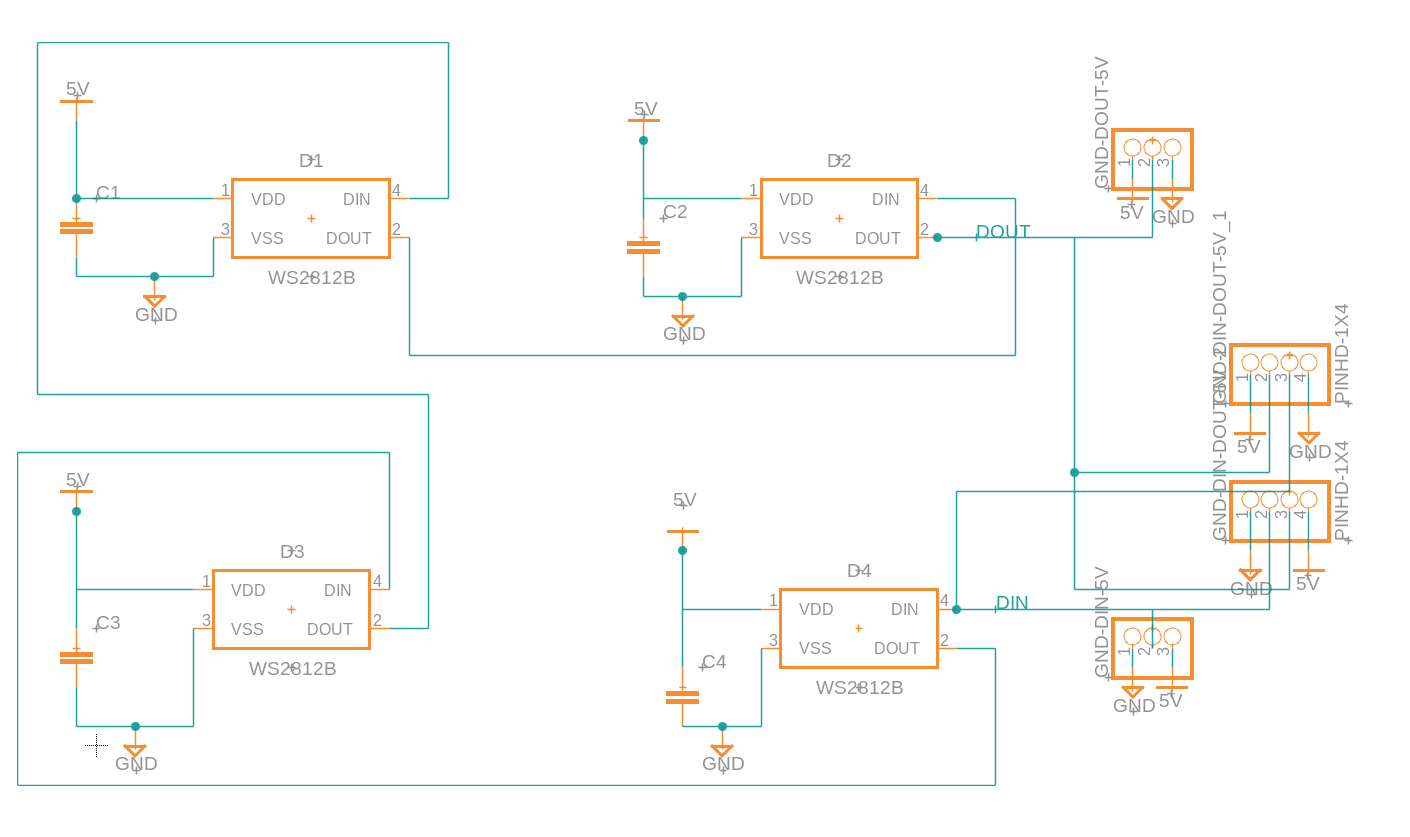 5V
C1
D1
1
VDD
DIN
4
3
VSS
DOUT
2
WS2812B
GND
5V
C2
D2
1
VDD
DIN
4
3
VSS
DOUT
2
WS2812B
GND
DOUT
GND-DOUT-5V
1
2
3
5V
GND
GND-DIN-DOUT-5V_1
1
2
3
4
PINHD-1X4
5V
GND
1
2
3
4
PINHD-1X4
GND
5V
5V
C3
D3
1
VDD
DIN
4
3
VSS
DOUT
2
WS2812B
GND
5V
C4
D4
1
VDD
DIN
4
3
VSS
DOUT
2
WS2812B
GND
DIN
GND-DIN-5V
1
2
3
GND
5V